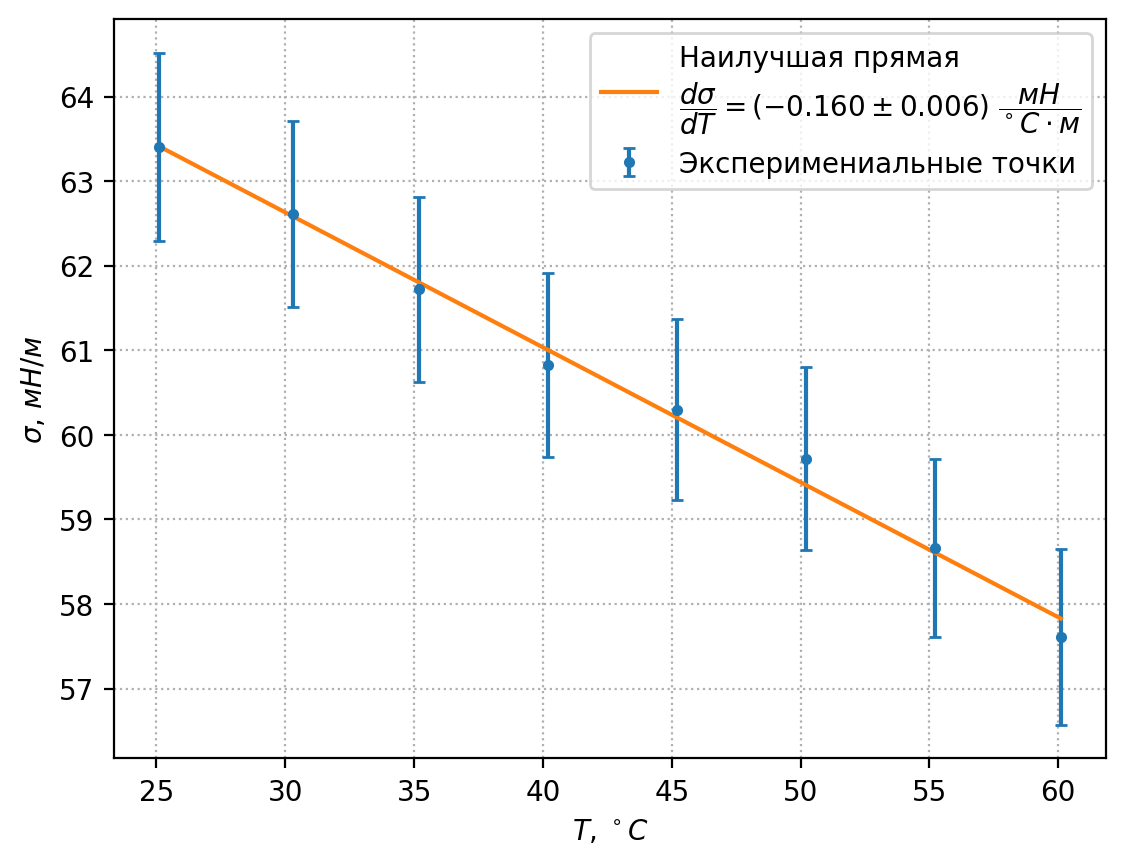 64
63
62
61
60
59
58
57
σ, мН/м
25 30 35 40 45 50 55 60
T, °C
Наилучшая прямая
dσ/dT = (−0.160 ± 0.006) мН/°C · м
Эксперимениальные точки